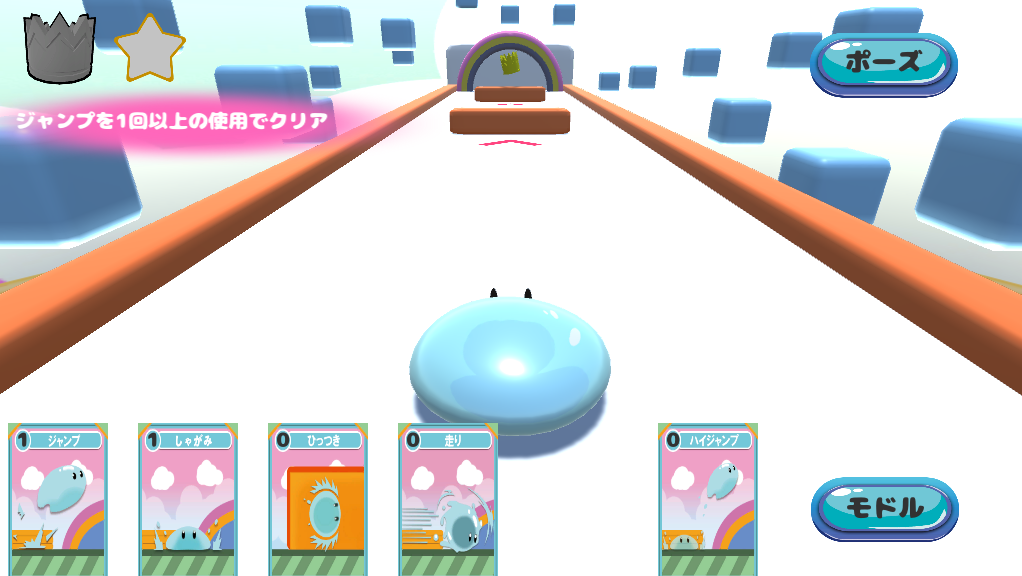 ポーズ
ジャンプを1回以上の使用でクリア
1 ジャンプ
1 しゃがみ
0 ひっつき
0 走り
0 ハイジャンプ
モドル